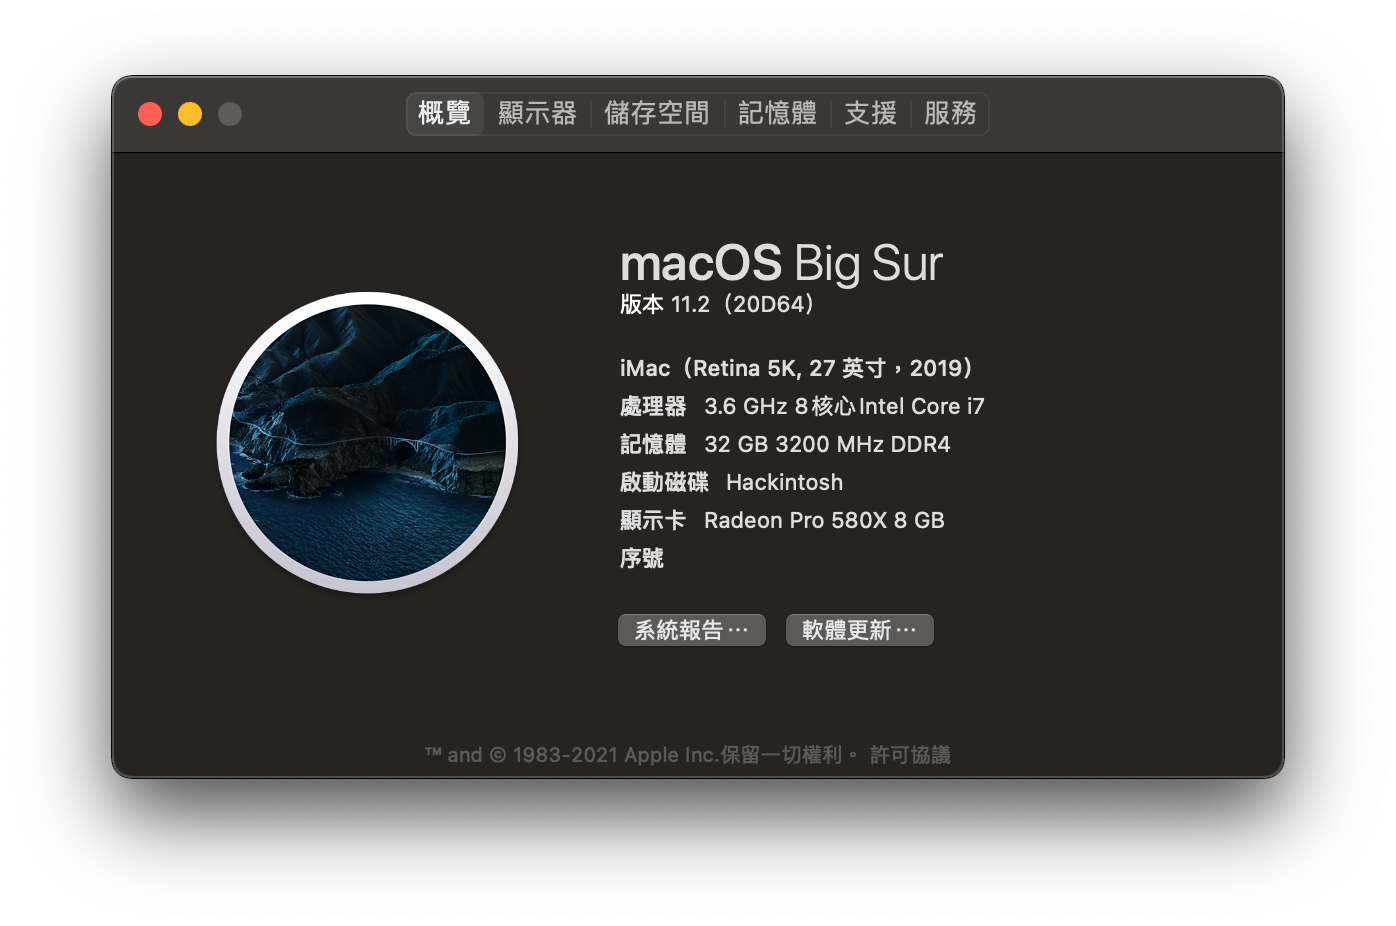 概覽 顯示器 儲存空間 記憶體 支援 服務
macOS Big Sur
版本 11.2（20D64）
iMac（Retina 5K, 27 英寸，2019）
處理器 3.6 GHz 8核心Intel Core i7
記憶體 32 GB 3200 MHz DDR4
啟動磁碟 Hackintosh
顯示卡 Radeon Pro 580X 8 GB
序號
系統報告⋯ 軟體更新⋯
™ and © 1983-2021 Apple Inc.保留一切權利。 許可協議